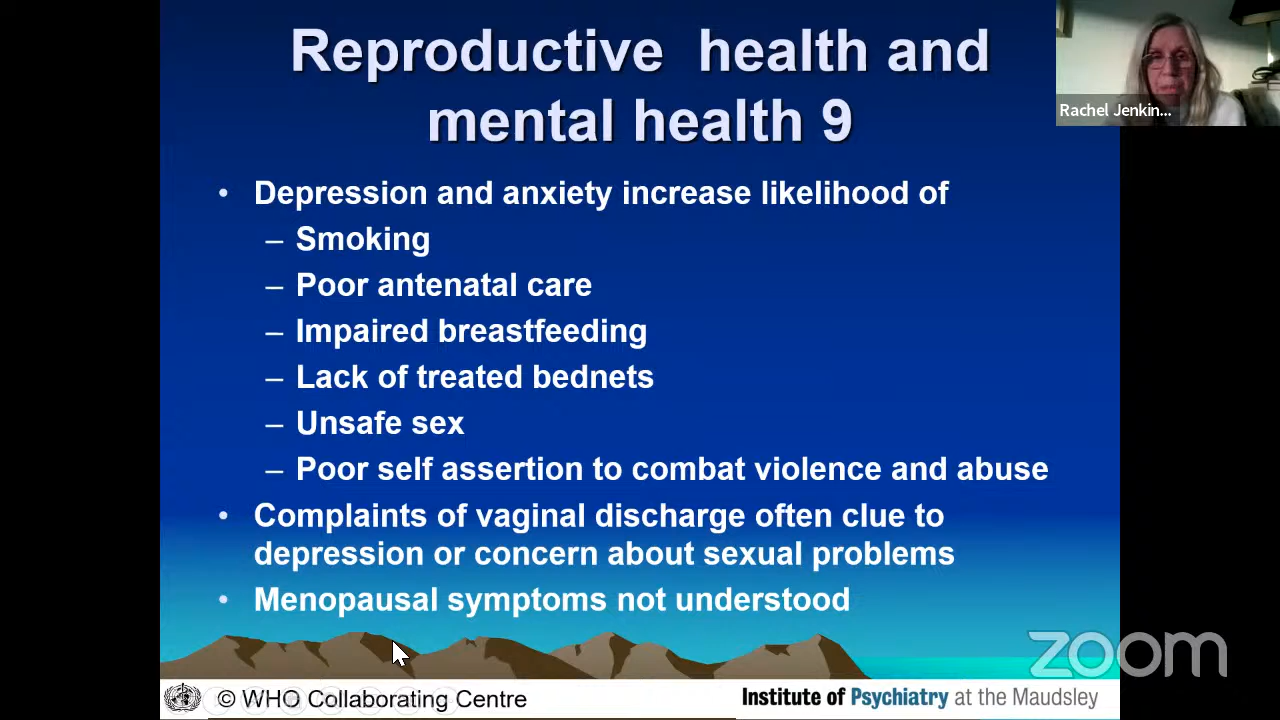 Reproductive health and
mental health 9
Rachel Jenkin...
• Depression and anxiety increase likelihood of
– Smoking
– Poor antenatal care
– Impaired breastfeeding
– Lack of treated bednets
– Unsafe sex
– Poor self assertion to combat violence and abuse
• Complaints of vaginal discharge often clue to
depression or concern about sexual problems
• Menopausal symptoms not understood
zoom
© WHO Collaborating Centre
Institute of Psychiatry at the Maudsley